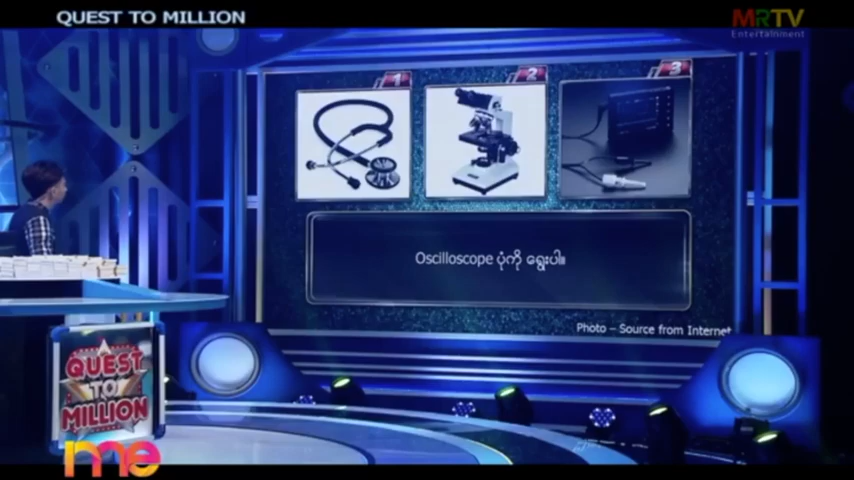 QUEST TO MILLION
MRTV
Entertainment
1
2
3
Oscilloscope ပုံကို ရွေးပါ။
Photo – Source from Internet
QUEST
TO
MILLION
me